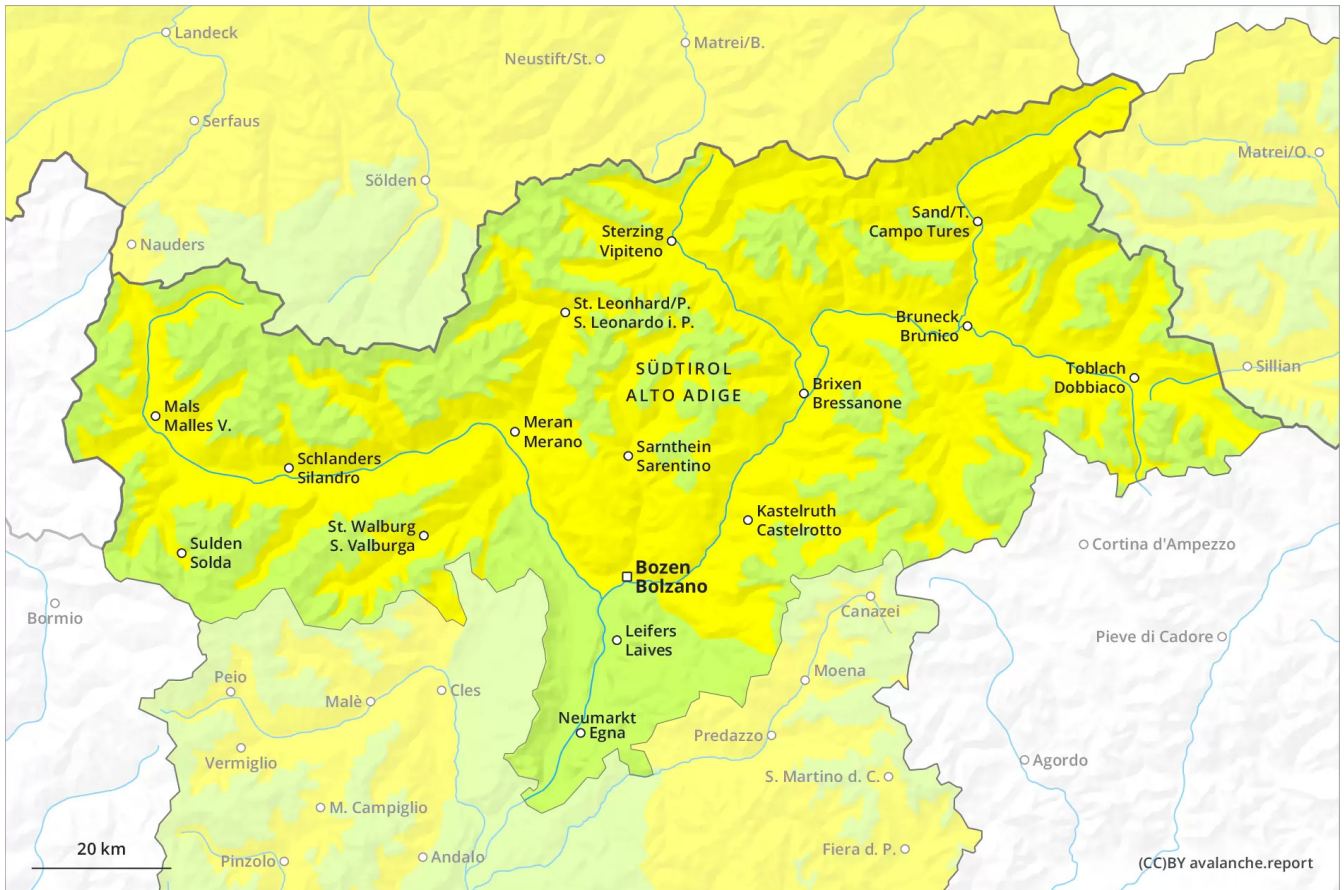 Landeck
Matrei/B.
Neustift/St.
Serfaus
Matrei/O.
Sölden
Nauders
Sand/T.
Campo Tures
Sterzing
Vipiteno
St. Leonhard/P.
S. Leonardo i. P.
Bruneck
Brunico
SÜDTIROL
ALTO ADIGE
Toblach
Dobbiaco
Sillian
Brixen
Bressanone
Mals
Malles V.
Meran
Merano
Sarnthein
Sarentino
Schlanders
Silandro
Kastelruth
Castelrotto
St. Walburg
S. Valburga
Sulden
Solda
Cortina d'Ampezzo
Bozen
Bolzano
Bormio
Canazei
Leifers
Laives
Pieve di Cadore
Moena
Peio
Malè
Cles
Neumarkt
Egna
Predazzo
Vermiglio
Agordo
S. Martino d. C.
M. Campiglio
20 km
Pinzolo
Andalo
Fiera d. P.
(CC)BY avalanche.report